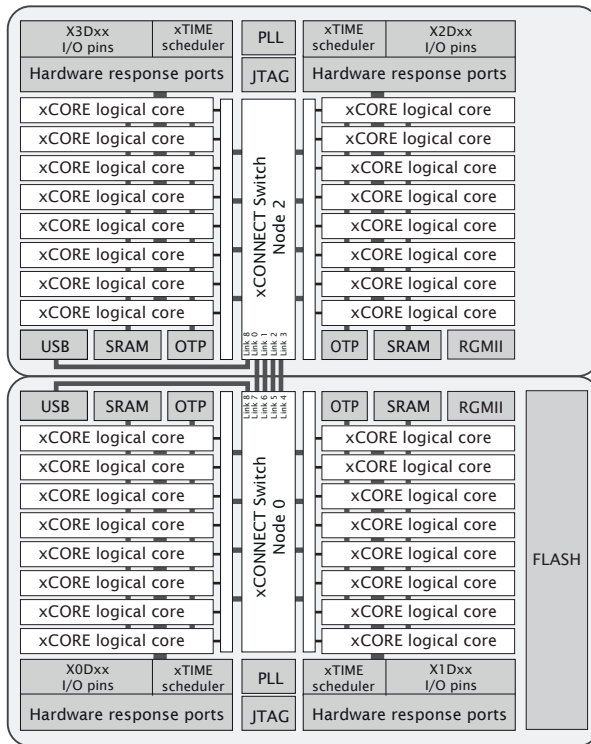 X3Dxx
I/O pins
xTIME
scheduler
PLL
xTIME
scheduler
X2Dxx
I/O pins
Hardware response ports
JTAG
Hardware response ports
xCORE logical core
xCORE logical core
xCORE logical core
xCORE logical core
xCORE logical core
xCORE logical core
xCORE logical core
xCORE logical core
xCONNECT Switch
Node 2
xCORE logical core
xCORE logical core
xCORE logical core
xCORE logical core
xCORE logical core
xCORE logical core
xCORE logical core
xCORE logical core
USB
SRAM
OTP
Link 8
Link 0
Link 1
Link 2
Link 3
OTP
SRAM
RGMII
USB
SRAM
OTP
Link 8
Link 7
Link 6
Link 5
Link 4
OTP
SRAM
RGMII
xCORE logical core
xCORE logical core
xCORE logical core
xCORE logical core
xCORE logical core
xCORE logical core
xCORE logical core
xCORE logical core
xCONNECT Switch
Node 0
xCORE logical core
xCORE logical core
xCORE logical core
xCORE logical core
xCORE logical core
xCORE logical core
xCORE logical core
xCORE logical core
FLASH
X0Dxx
I/O pins
xTIME
scheduler
PLL
xTIME
scheduler
X1Dxx
I/O pins
Hardware response ports
JTAG
Hardware response ports